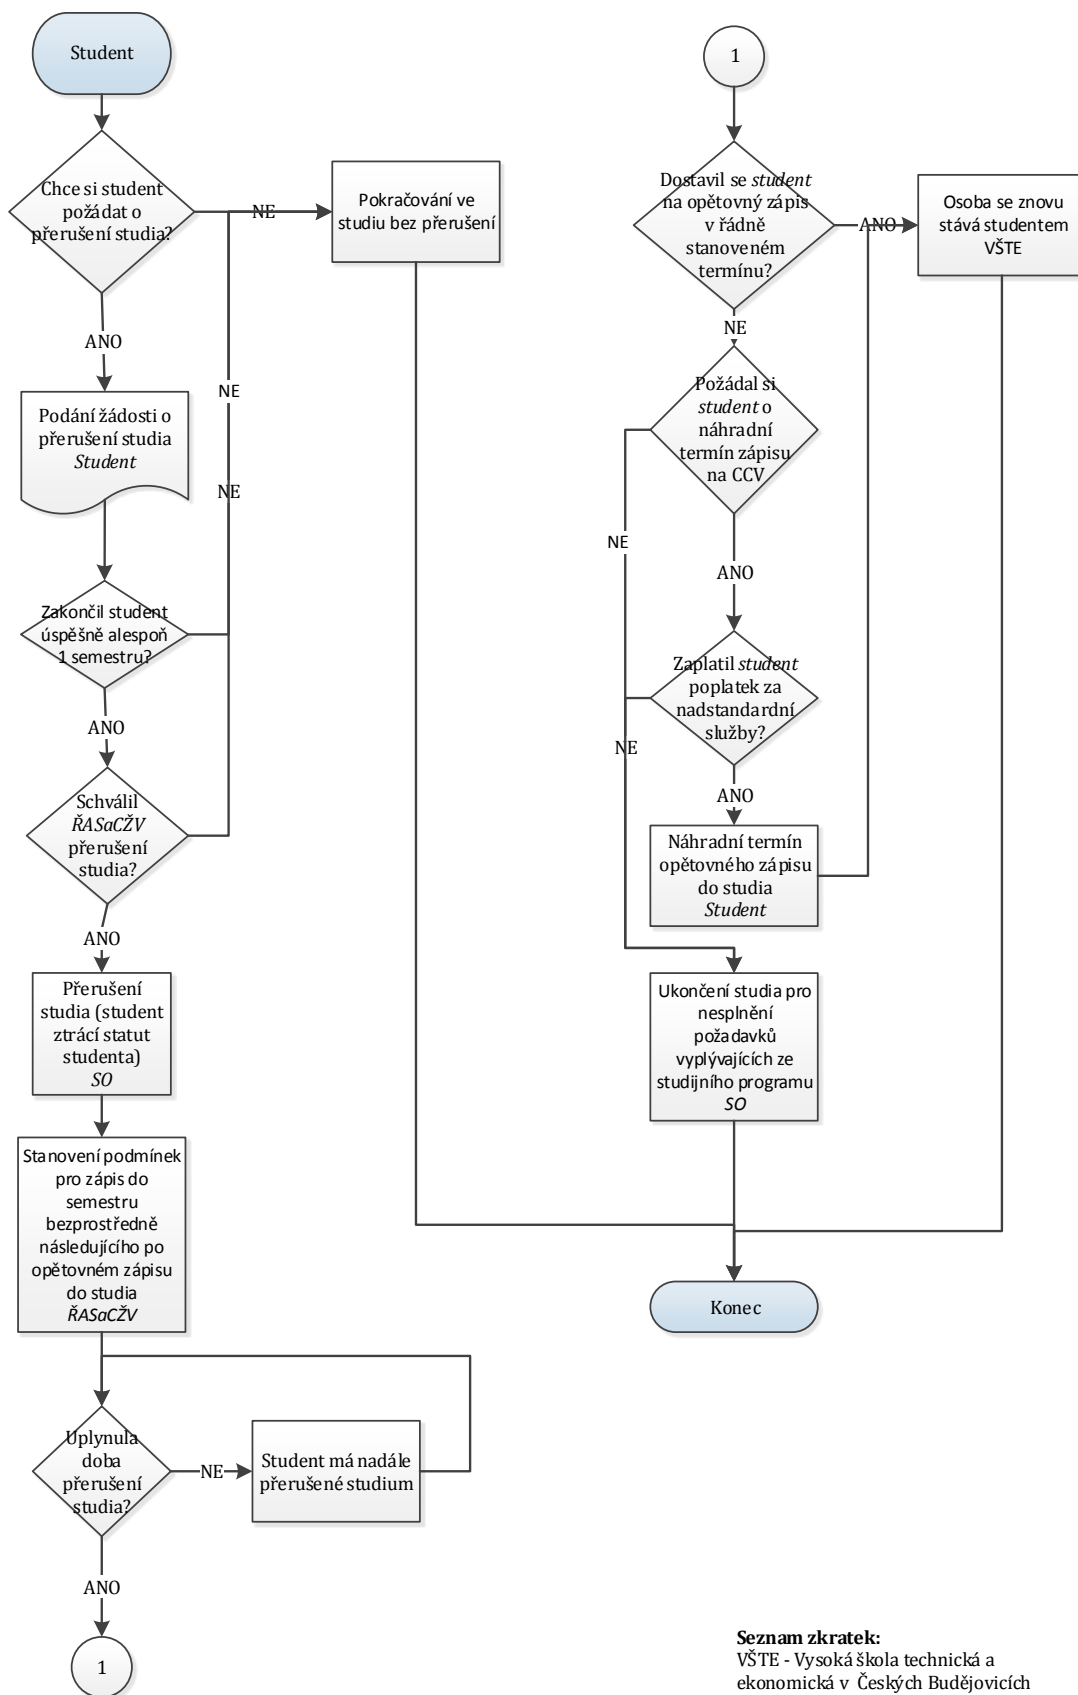 Student
Chce si student
požádat o
přerušení studia?
NE
Pokračování ve
studiu bez přerušení
ANO
Podání žádosti o
přerušení studia
Student
NE
NE
Zakončil student
úspěšně alespoň
1 semestru?
ANO
Schválil
ŘASaCŽV
přerušení
studia?
ANO
Přerušení
studia (student
ztrácí statut
studenta)
SO
Stanovení podmínek
pro zápis do
semestru
bezprostředně
následujícího po
opětovném zápisu
do studia
ŘASaCŽV
Uplynula
doba
přerušení
studia?
NE
Student má nadále
přerušené studium
ANO
1
1
Dostavil se student
na opětovný zápis
v řádně
stanoveném
termínu?
ANO
Osoba se znovu
stává studentem
VŠTE
NE
Požádal si
student o
náhradní
termín zápisu
na CCV
NE
ANO
Zaplatil student
poplatek za
nadstandardní
služby?
NE
ANO
Náhradní termín
opětovného zápisu
do studia
Student
Ukončení studia pro
nesplnění
požadavků
vyplývajících ze
studijního programu
SO
Konec
Seznam zkratek:
VŠTE - Vysoká škola technická a
ekonomická v Českých Budějovicích